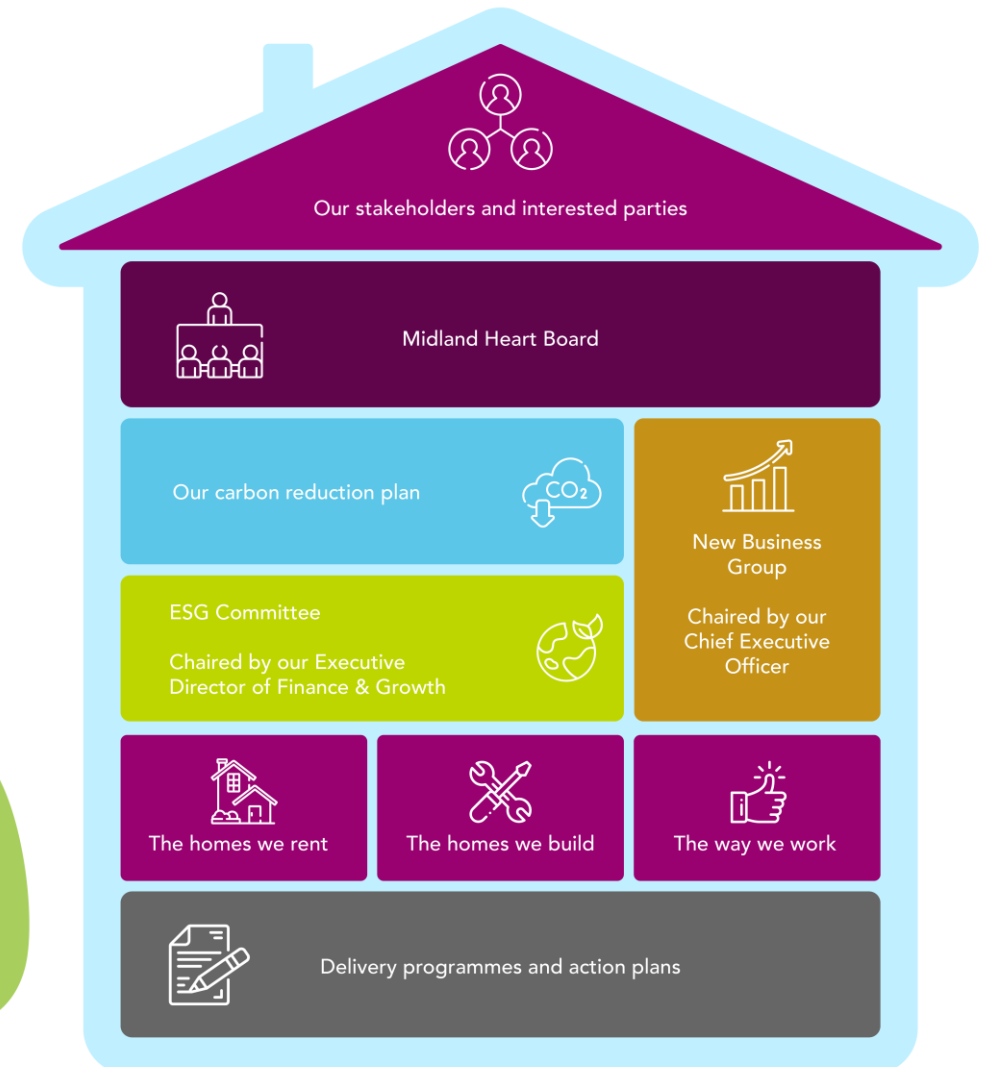 Our stakeholders and interested parties
Midland Heart Board
Our carbon reduction plan
CO₂
New Business
Group
Chaired by our
Chief Executive
Officer
ESG Committee
Chaired by our Executive
Director of Finance & Growth
The homes we rent
The homes we build
The way we work
Delivery programmes and action plans